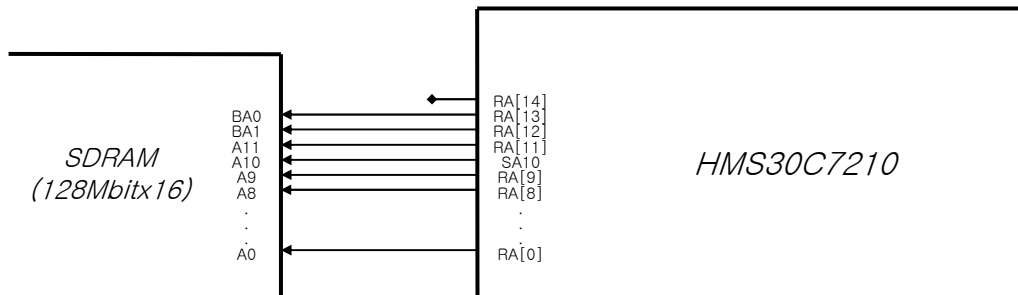 RA[14]
BA0 RA[13]
BA1 RA[12]
A11 RA[11]
A10 SA10
A9 RA[9]
A8 RA[8]
SDRAM
(128Mbitx16)
HMS30C7210
. .
. .
. .
A0 RA[0]